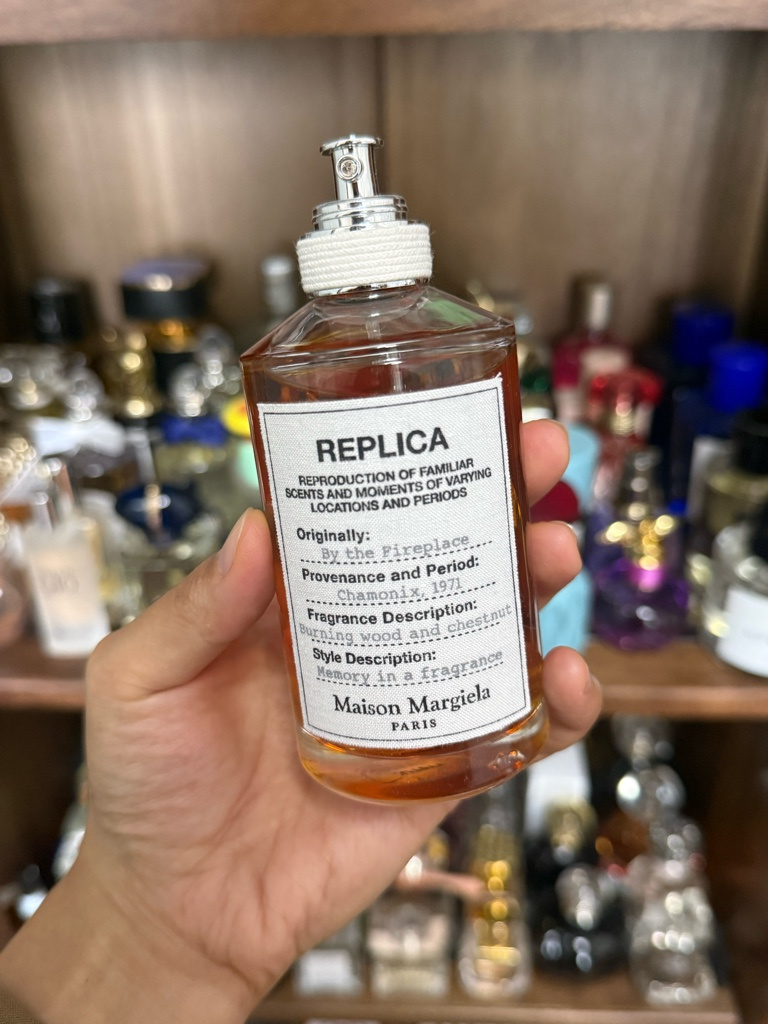 REPLICA
REPRODUCTION OF FAMILIAR
SCENTS AND MOMENTS OF VARYING
LOCATIONS AND PERIODS
Originally:
By the Fireplace
Provenance and Period:
Chamonix, 1971
Fragrance Description:
Burning wood and chestnut
Style Description:
Memory in a fragrance
Maison Margiela
PARIS